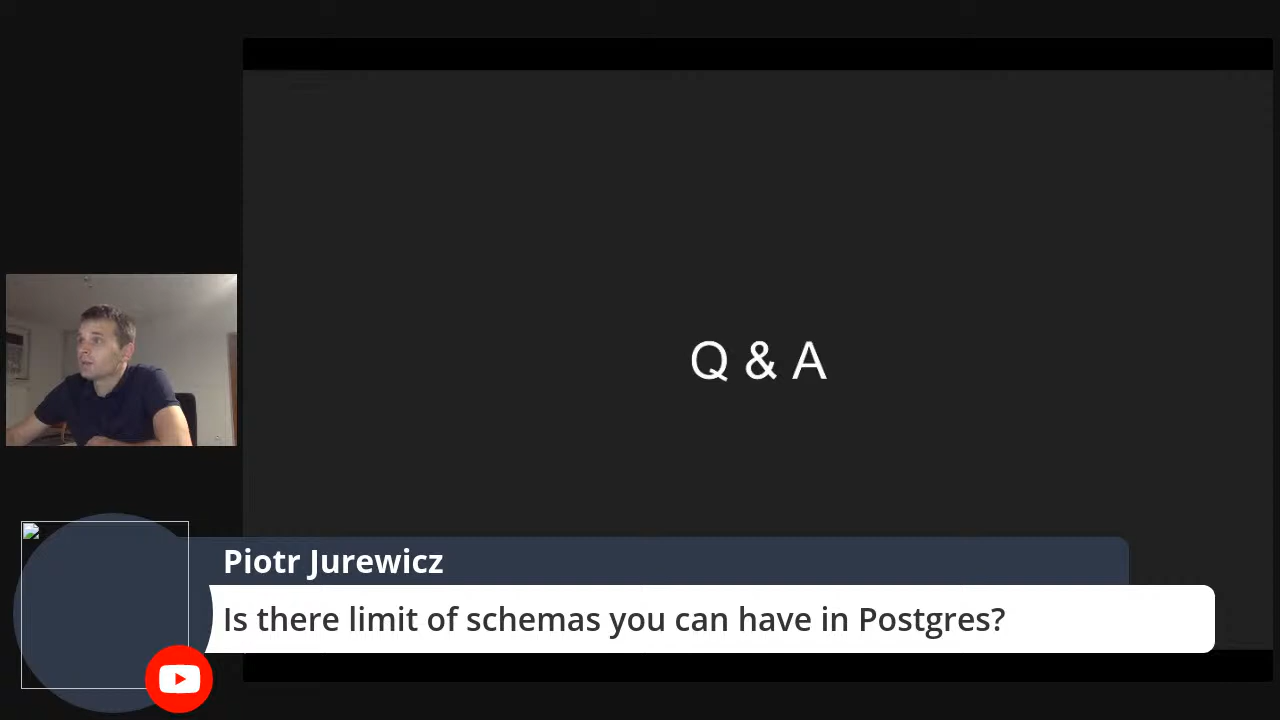 Q & A
Piotr Jurewicz
Is there limit of schemas you can have in Postgres?